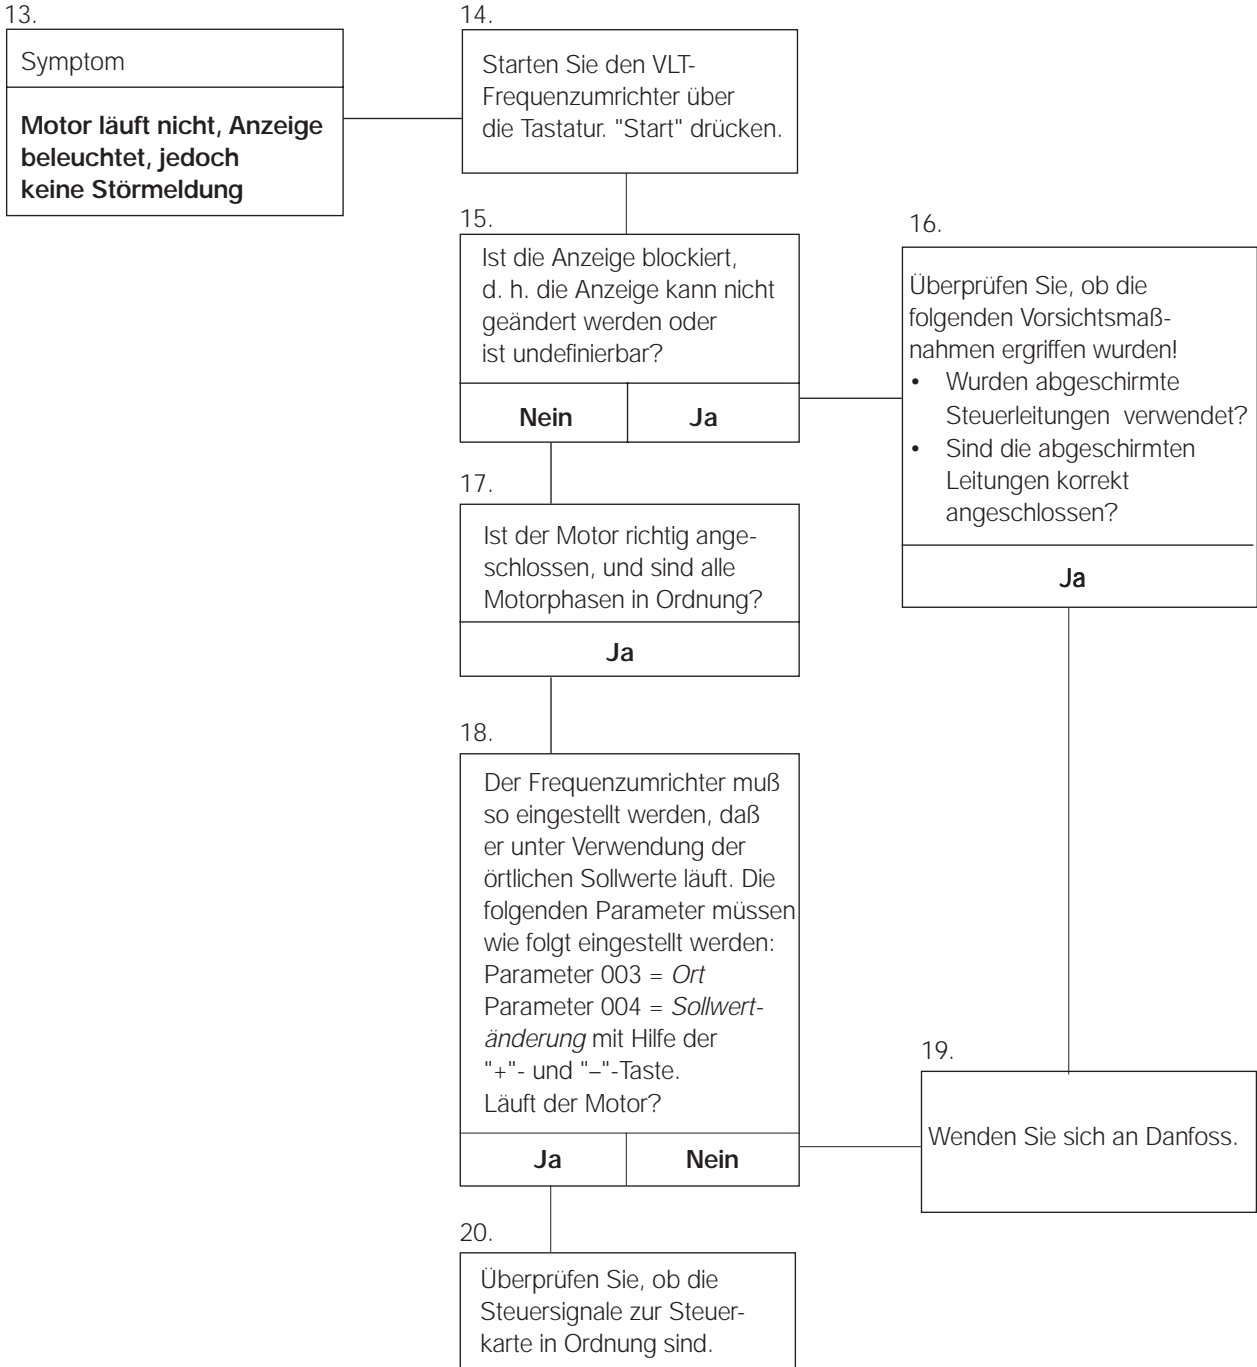 13.
Symptom
Motor läuft nicht, Anzeige
beleuchtet, jedoch
keine Störmeldung
14.
Starten Sie den VLT-
Frequenzumrichter über
die Tastatur. "Start" drücken.
15.
Ist die Anzeige blockiert,
d. h. die Anzeige kann nicht
geändert werden oder
ist undefinierbar?
Nein
Ja
16.
Überprüfen Sie, ob die
folgenden Vorsichtsmaß-
nahmen ergriffen wurden!
• Wurden abgeschirmte
Steuerleitungen verwendet?
• Sind die abgeschirmten
Leitungen korrekt
angeschlossen?
Ja
17.
Ist der Motor richtig ange-
schlossen, und sind alle
Motorphasen in Ordnung?
Ja
18.
Der Frequenzumrichter muß
so eingestellt werden, daß
er unter Verwendung der
örtlichen Sollwerte läuft. Die
folgenden Parameter müssen
wie folgt eingestellt werden:
Parameter 003 = Ort
Parameter 004 = Sollwert-
änderung mit Hilfe der
"+"- und "–"-Taste.
Läuft der Motor?
Ja
Nein
19.
Wenden Sie sich an Danfoss.
20.
Überprüfen Sie, ob die
Steuersignale zur Steuer-
karte in Ordnung sind.